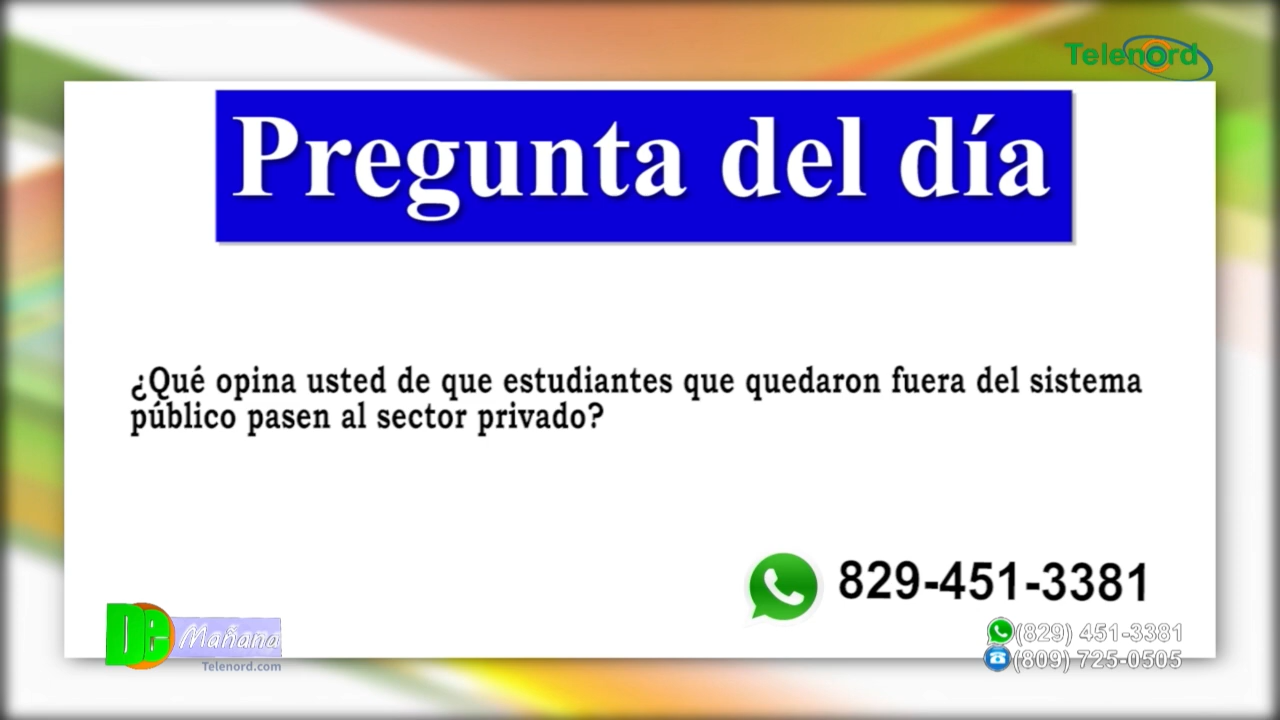 Telenord
Pregunta del día
¿Qué opina usted de que estudiantes que quedaron fuera del sistema
público pasen al sector privado?
829-451-3381
De Mañana
Telenord.com
(829) 451-3381
(809) 725-0505